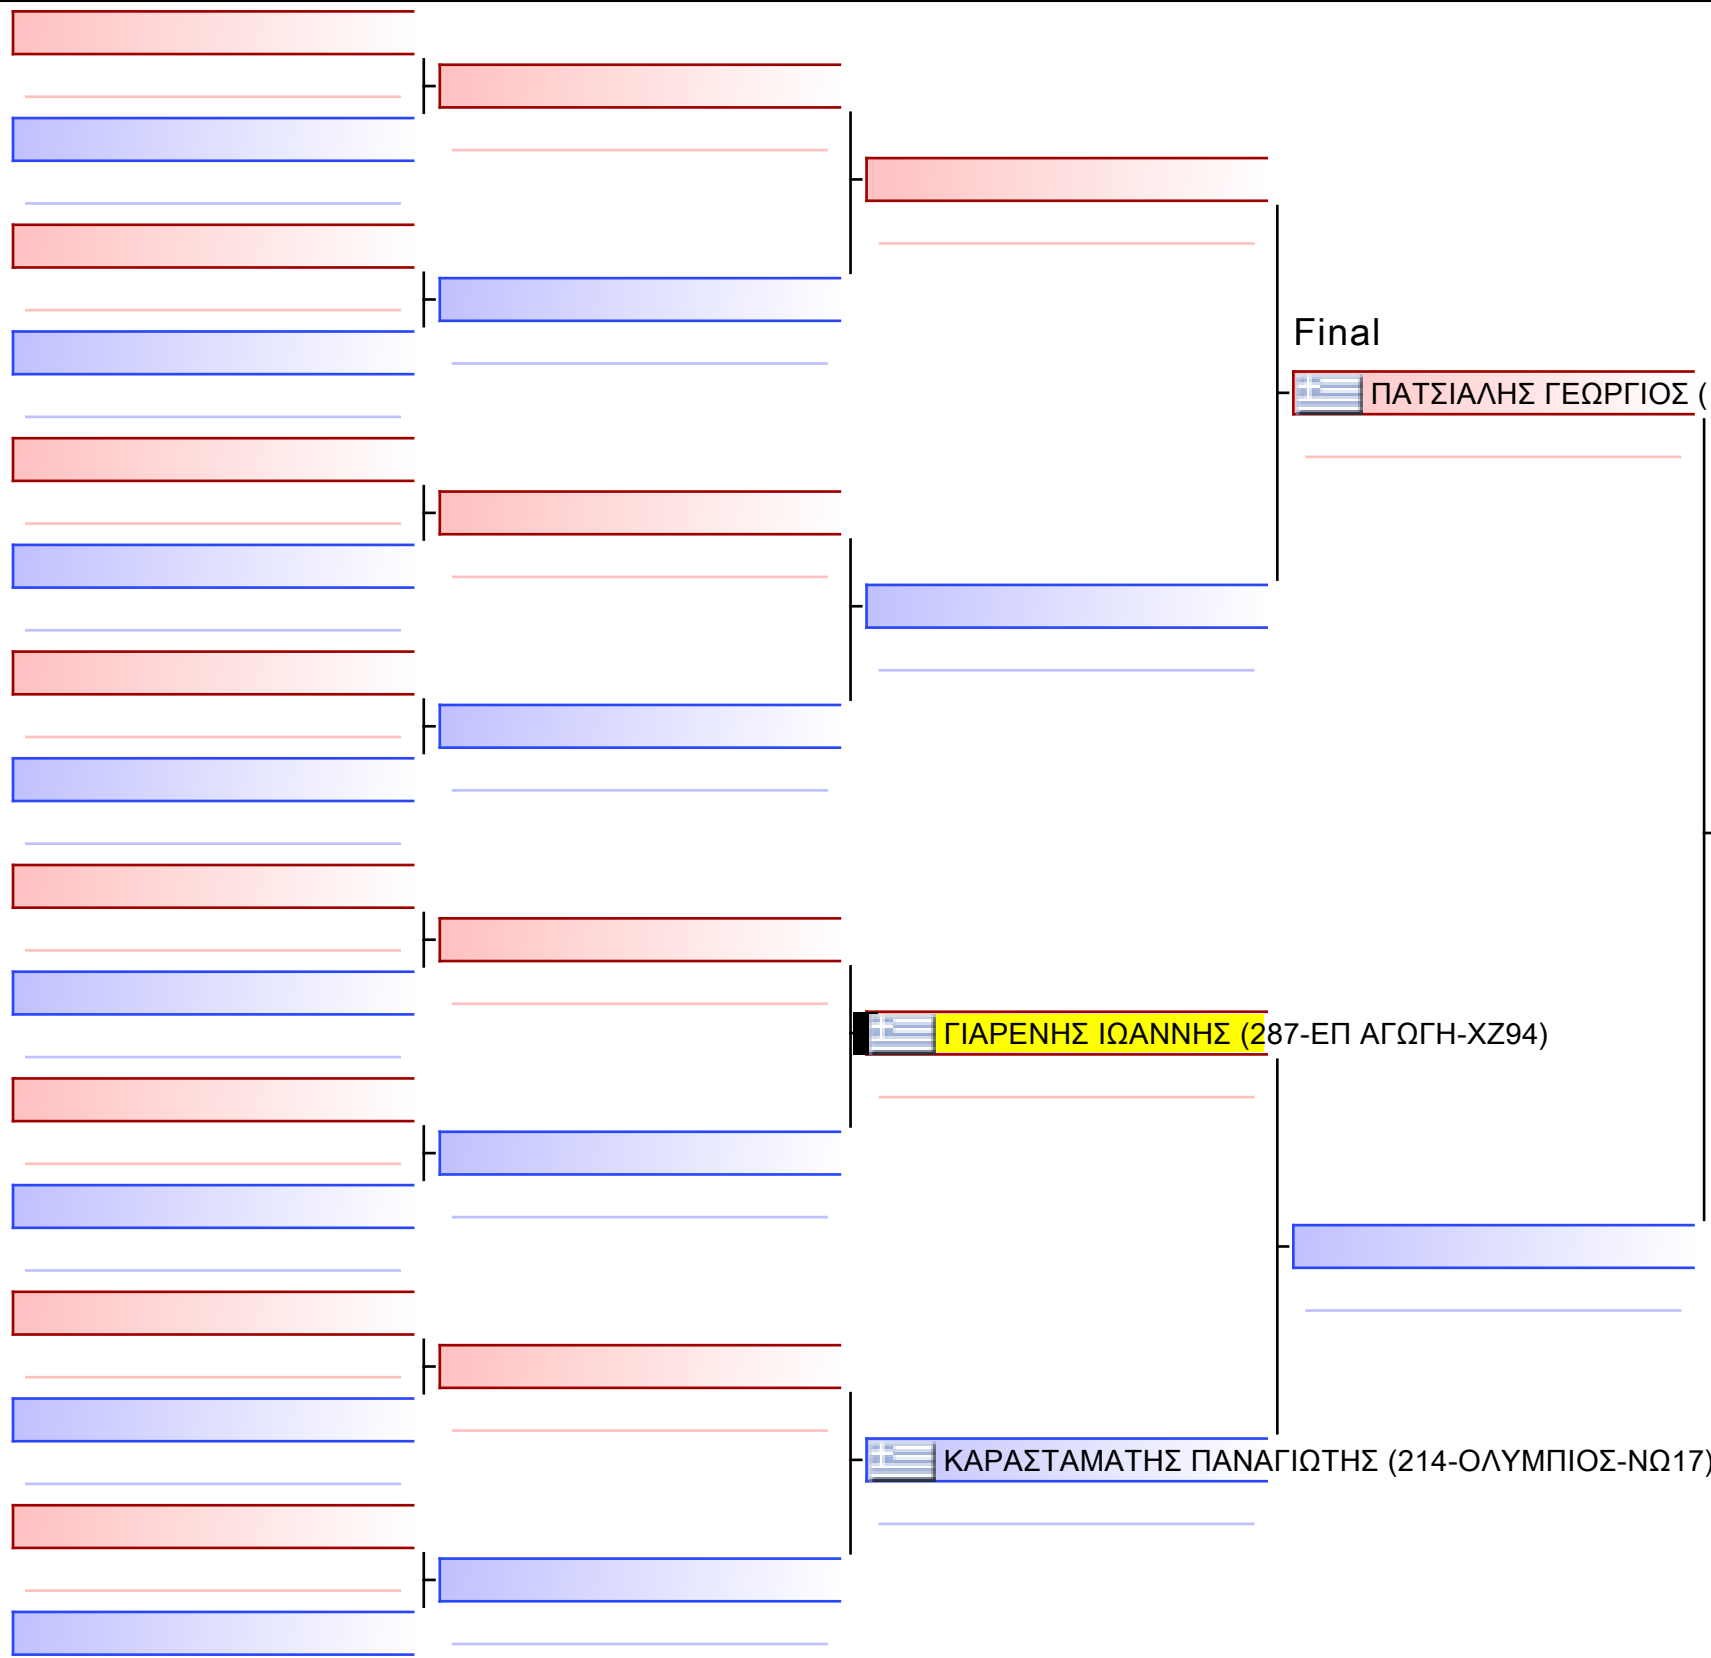 Final
ΠΑΤΣΙΑΛΗΣ ΓΕΩΡΓΙΟΣ (
ΓΙΑΡΕΝΗΣ ΙΩΑΝΝΗΣ (287-ΕΠ ΑΓΩΓΗ-ΧΖ94)
ΚΑΡΑΣΤΑΜΑΤΗΣ ΠΑΝΑΓΙΩΤΗΣ (214-ΟΛΥΜΠΙΟΣ-ΝΩ17)